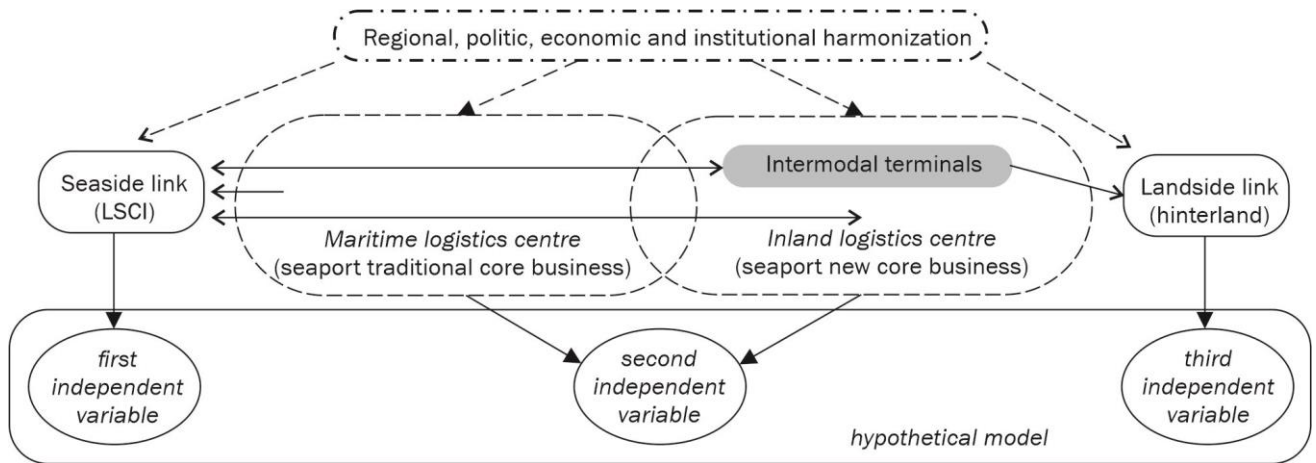 Regional, politic, economic and institutional harmonization
Seaside link
(LSCI)
Intermodal terminals
Landside link
(hinterland)
Maritime logistics centre
(seaport traditional core business)
Inland logistics centre
(seaport new core business)
first
independent
variable
second
independent
variable
third
independent
variable
hypothetical model